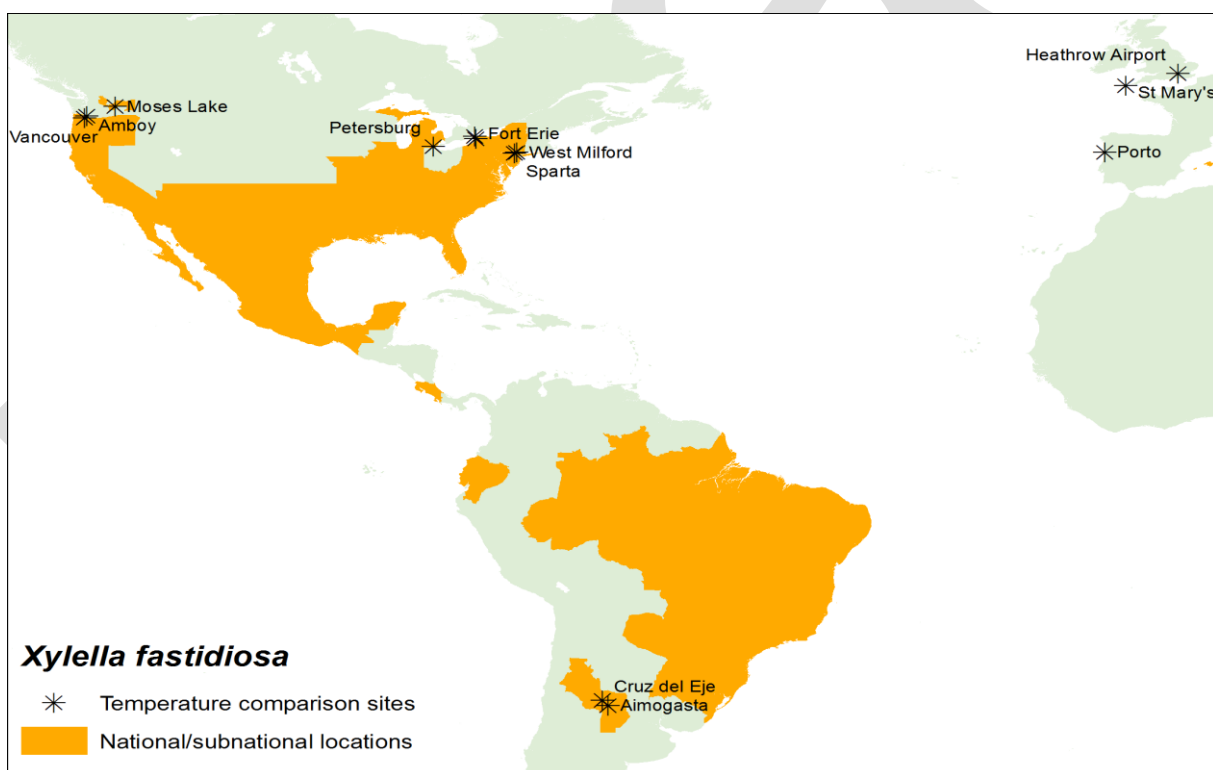 Heathrow Airport
St Mary's
Porto
Moses Lake
Amboy
Vancouver
Petersburg
Fort Erie
West Milford
Sparta
Cruz del Eje
Aimogasta
Xylella fastidiosa
Temperature comparison sites
National/subnational locations